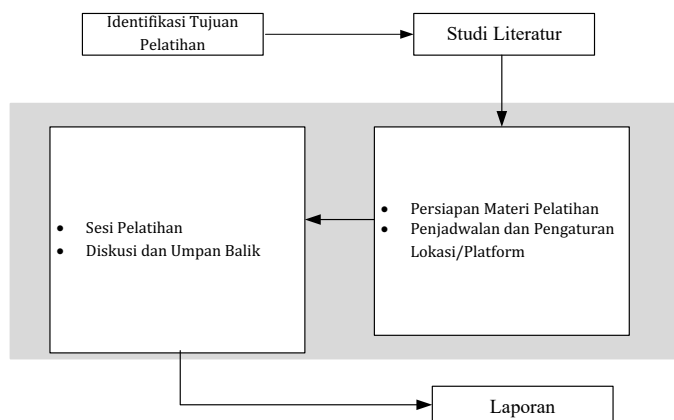 Identifikasi Tujuan
Pelatihan
Studi Literatur
• Persiapan Materi Pelatihan
• Penjadwalan dan Pengaturan
Lokasi/Platform
• Sesi Pelatihan
• Diskusi dan Umpan Balik
Laporan